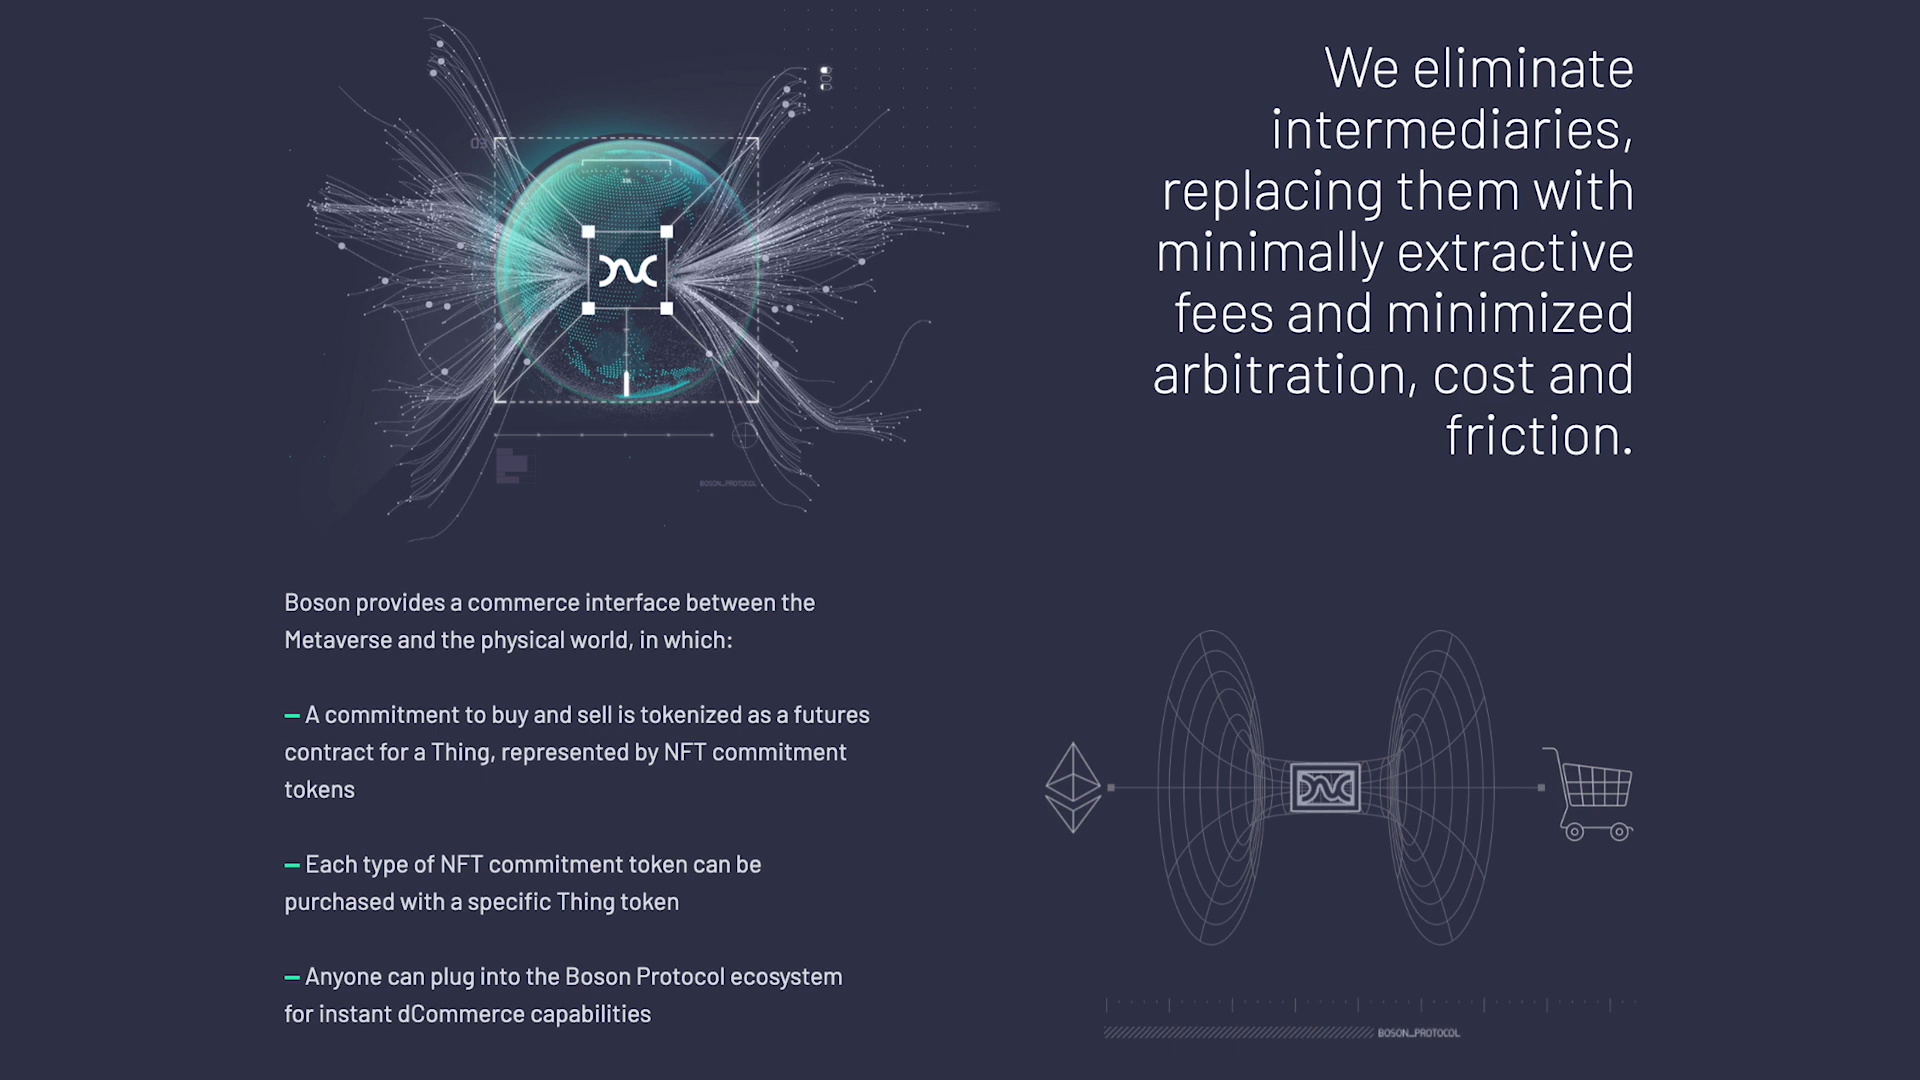 We eliminate
intermediaries,
replacing them with
minimally extractive
fees and minimized
arbitration, cost and
friction.
03
BOSON_PROTOCOL
Boson provides a commerce interface between the
Metaverse and the physical world, in which:
— A commitment to buy and sell is tokenized as a futures
contract for a Thing, represented by NFT commitment
tokens
— Each type of NFT commitment token can be
purchased with a specific Thing token
— Anyone can plug into the Boson Protocol ecosystem
for instant dCommerce capabilities
BOSON_PROTOCOL